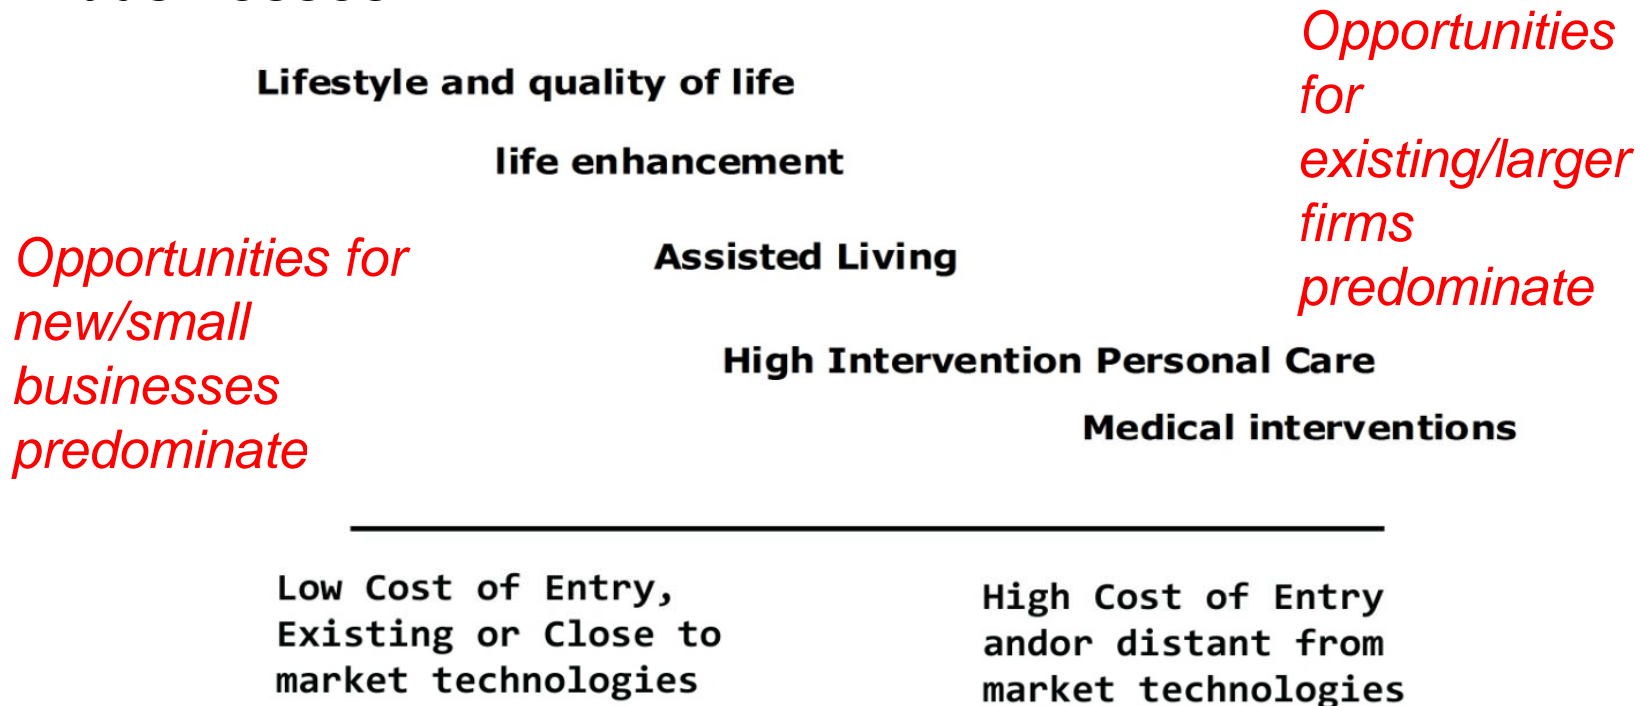 Opportunities
for
existing/larger
firms
predominate
Lifestyle and quality of life
life enhancement
Assisted Living
Opportunities for
new/small
businesses
predominate
High Intervention Personal Care
Medical interventions
Low Cost of Entry,
Existing or Close to
market technologies
High Cost of Entry
andor distant from
market technologies